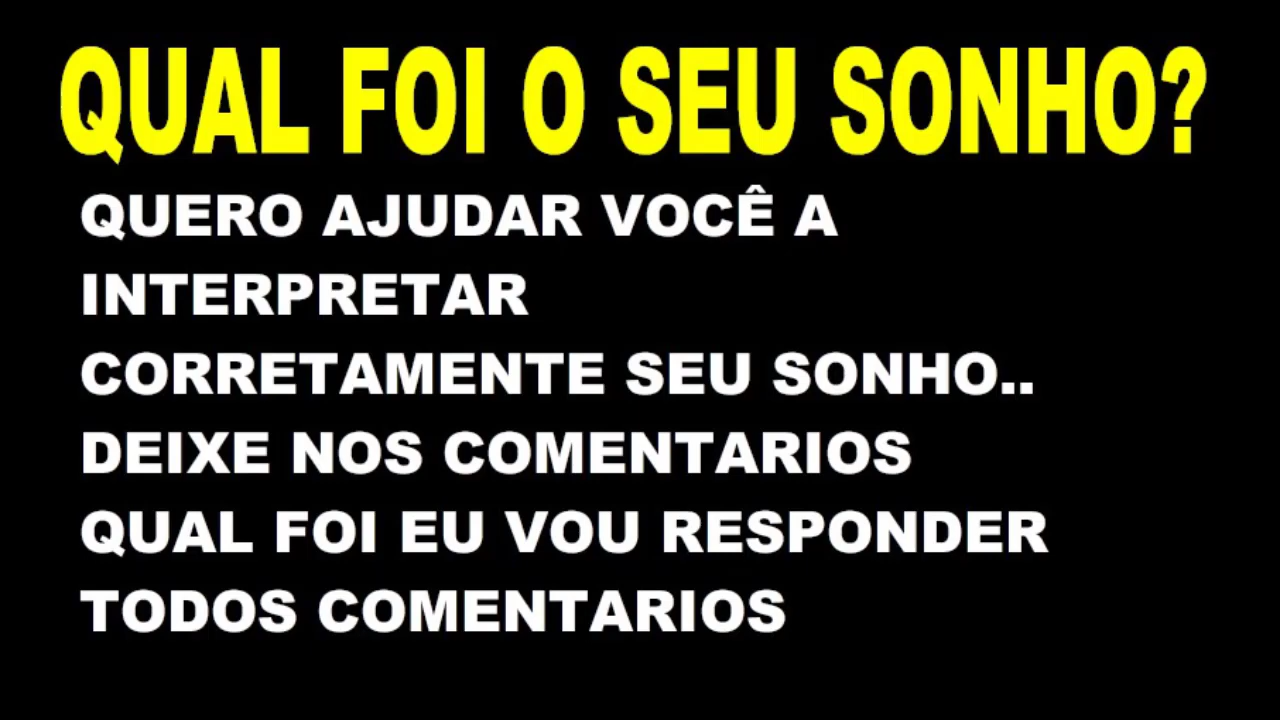 QUAL FOI O SEU SONHO?
QUERO AJUDAR VOCÊ A
INTERPRETAR
CORRETAMENTE SEU SONHO..
DEIXE NOS COMENTARIOS
QUAL FOI EU VOU RESPONDER
TODOS COMENTARIOS